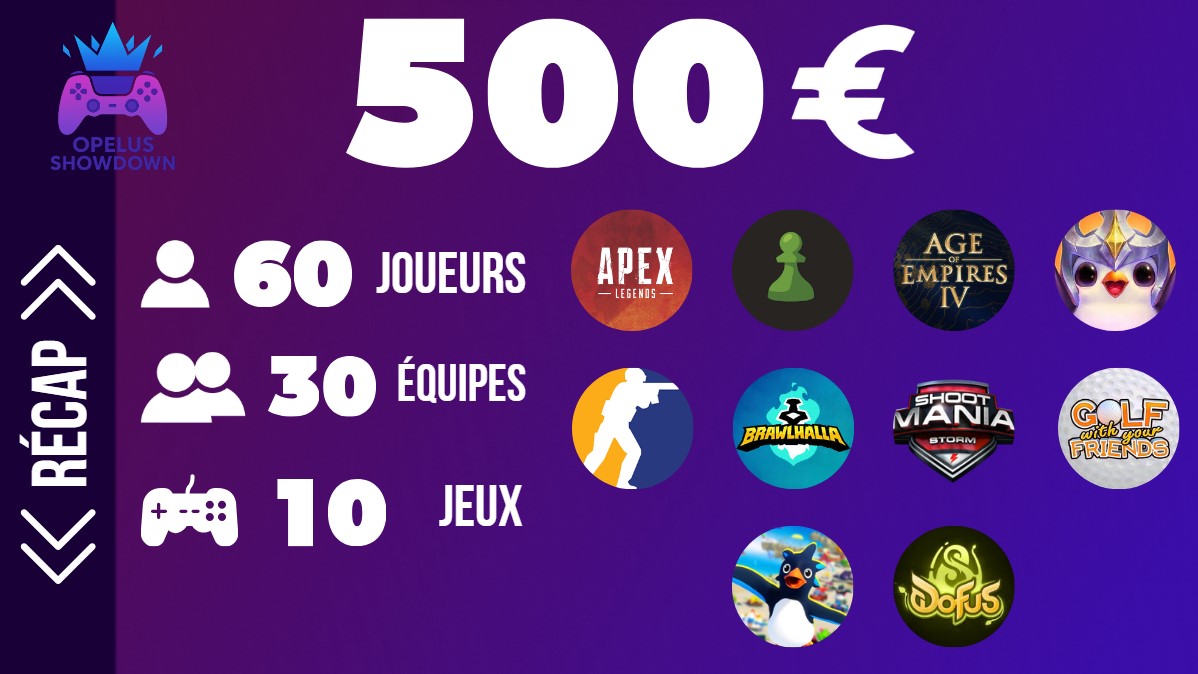 500€
OPELUS
SHOWDOWN
RÉCAP
60 JOUEURS
30 ÉQUIPES
10 JEUX
APEX
LEGENDS
AGE
OF
EMPIRES
IV
BRAWLHALLA
SHOOT
MANIA
STORM
GOLF
with your
FRIENDS
DOFUS